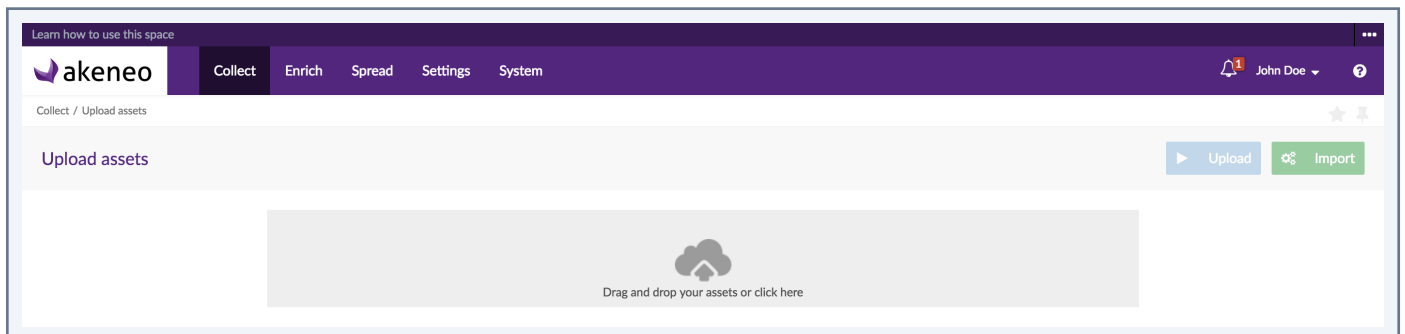 Learn how to use this space
akeneo Collect Enrich Spread Settings System 1 John Doe ?
Collect / Upload assets
Upload assets Upload Import
Drag and drop your assets or click here